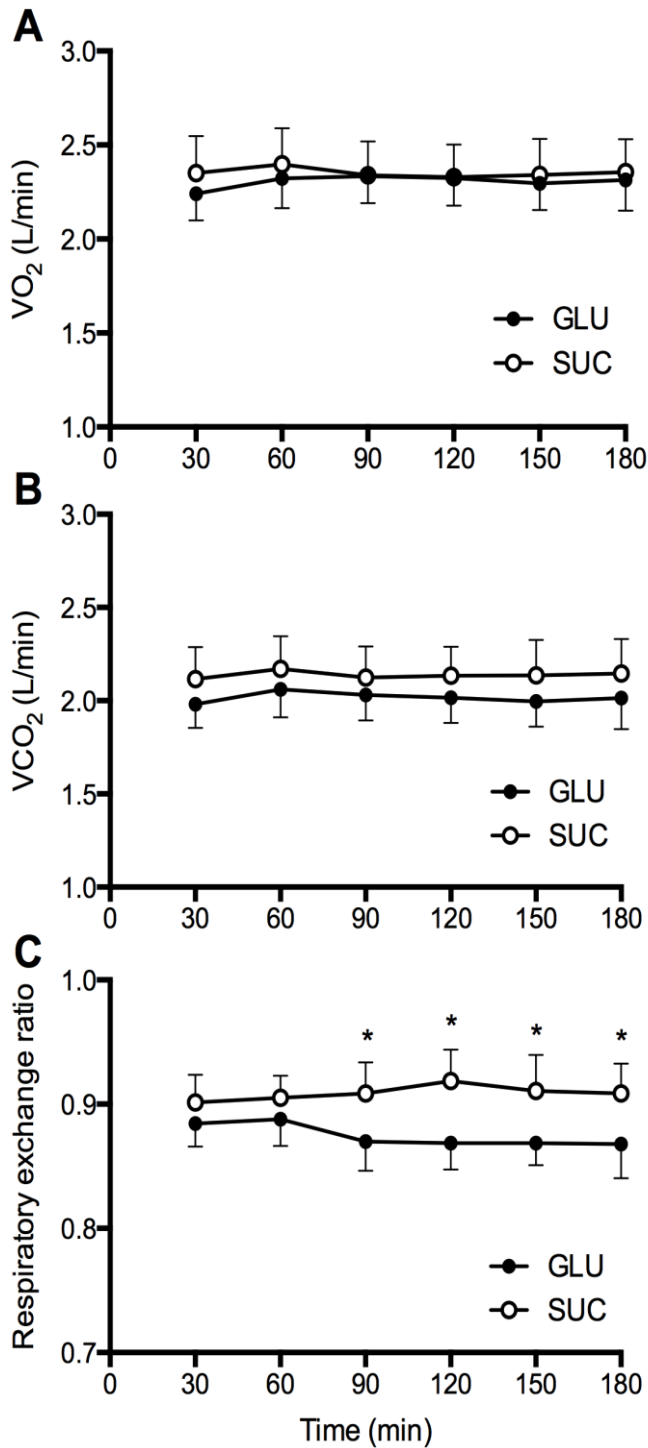 A
3.0
2.5
2.0
1.5
1.0
VO2 (L/min)
GLU
SUC
0 30 60 90 120 150 180
B
3.0
2.5
2.0
1.5
1.0
VCO2 (L/min)
GLU
SUC
0 30 60 90 120 150 180
C
1.0
0.9
0.8
0.7
Respiratory exchange ratio
* * * *
GLU
SUC
0 30 60 90 120 150 180
Time (min)